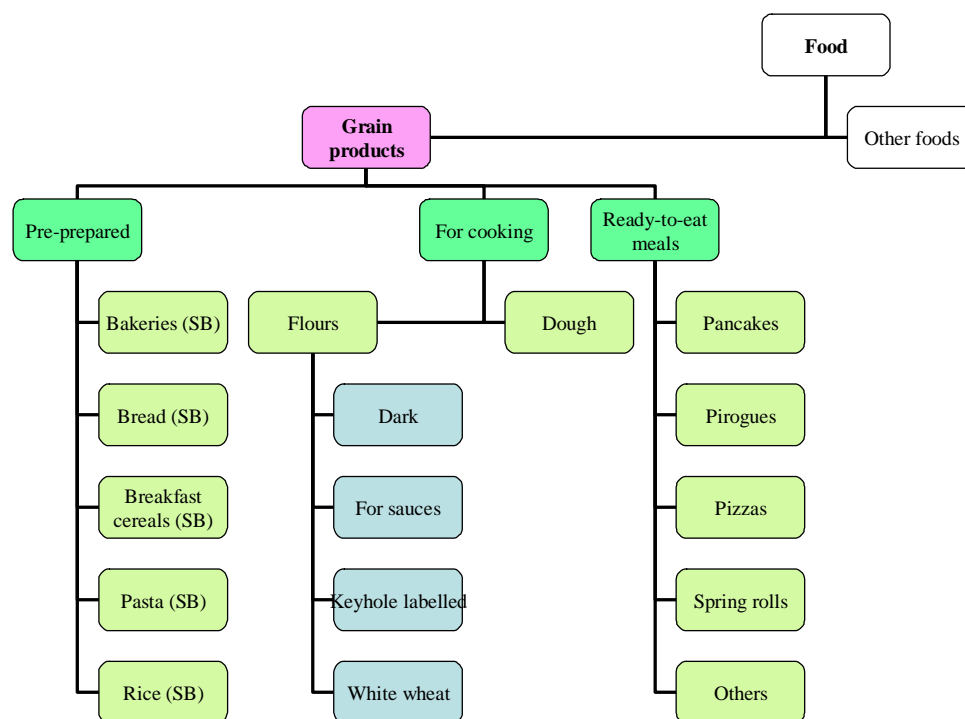 Food
Grain
products
Other foods
Pre-prepared
For cooking
Ready-to-eat
meals
Bakeries (SB)
Flours
Dough
Pancakes
Bread (SB)
Dark
Pirogues
Breakfast
cereals (SB)
For sauces
Pizzas
Pasta (SB)
Keyhole labelled
Spring rolls
Rice (SB)
White wheat
Others